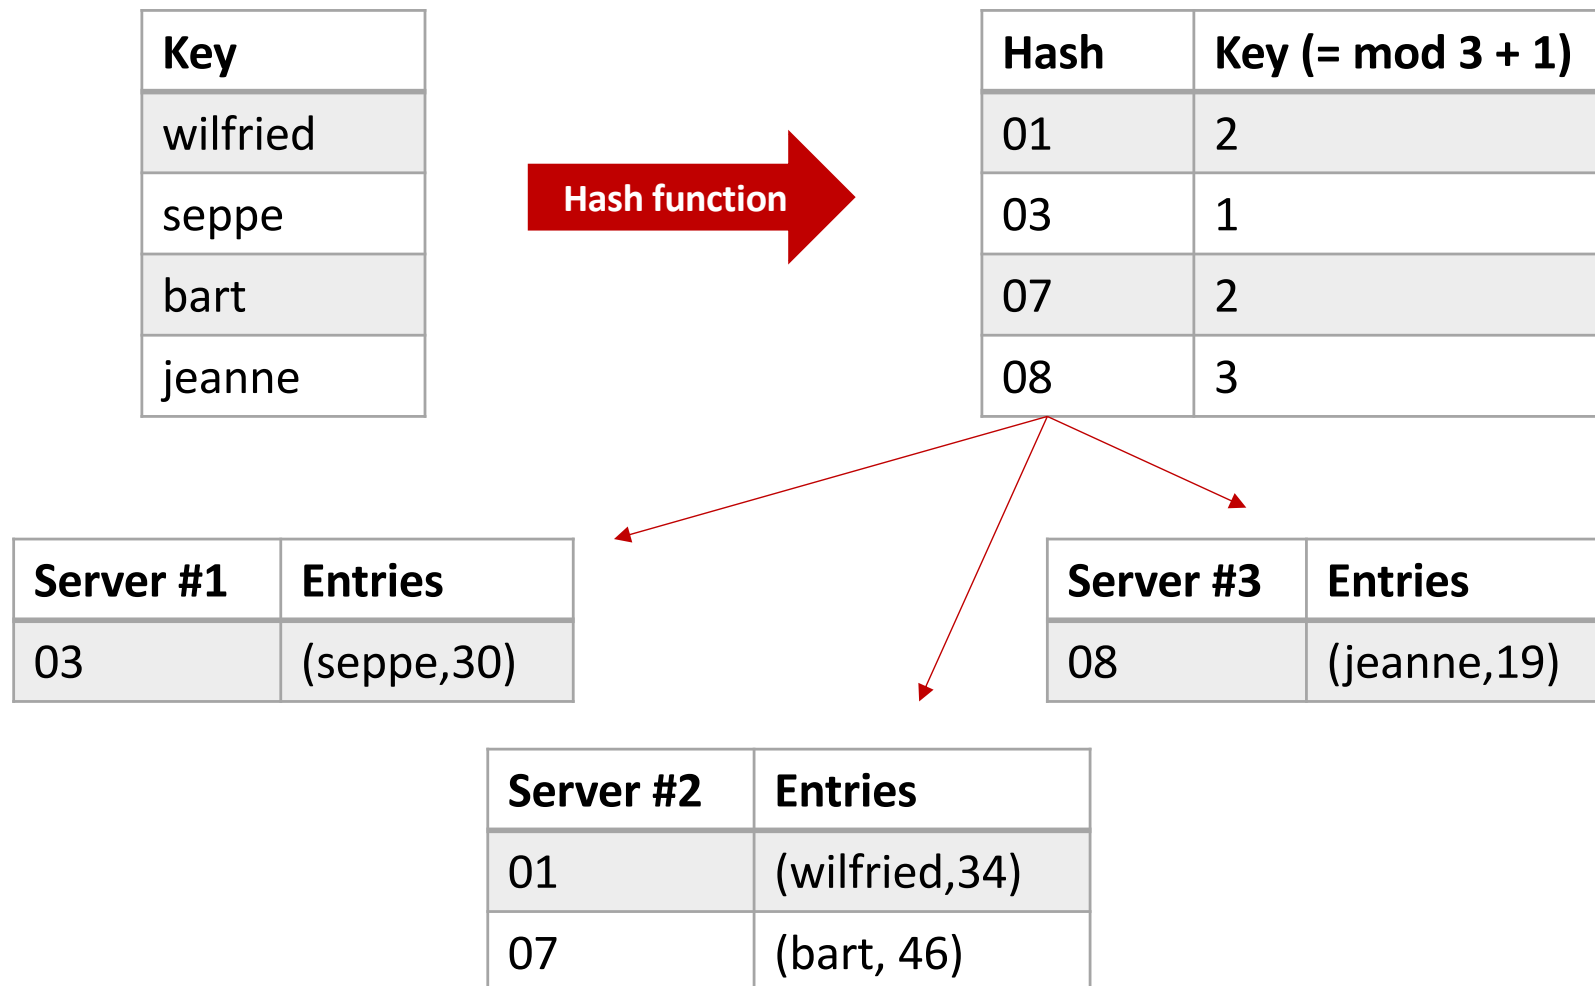 Key
wilfried
seppe
bart
jeanne
Hash function
Hash Key (= mod 3 + 1)
01 2
03 1
07 2
08 3
Server #1 Entries
03 (seppe,30)
Server #3 Entries
08 (jeanne,19)
Server #2 Entries
01 (wilfried,34)
07 (bart, 46)